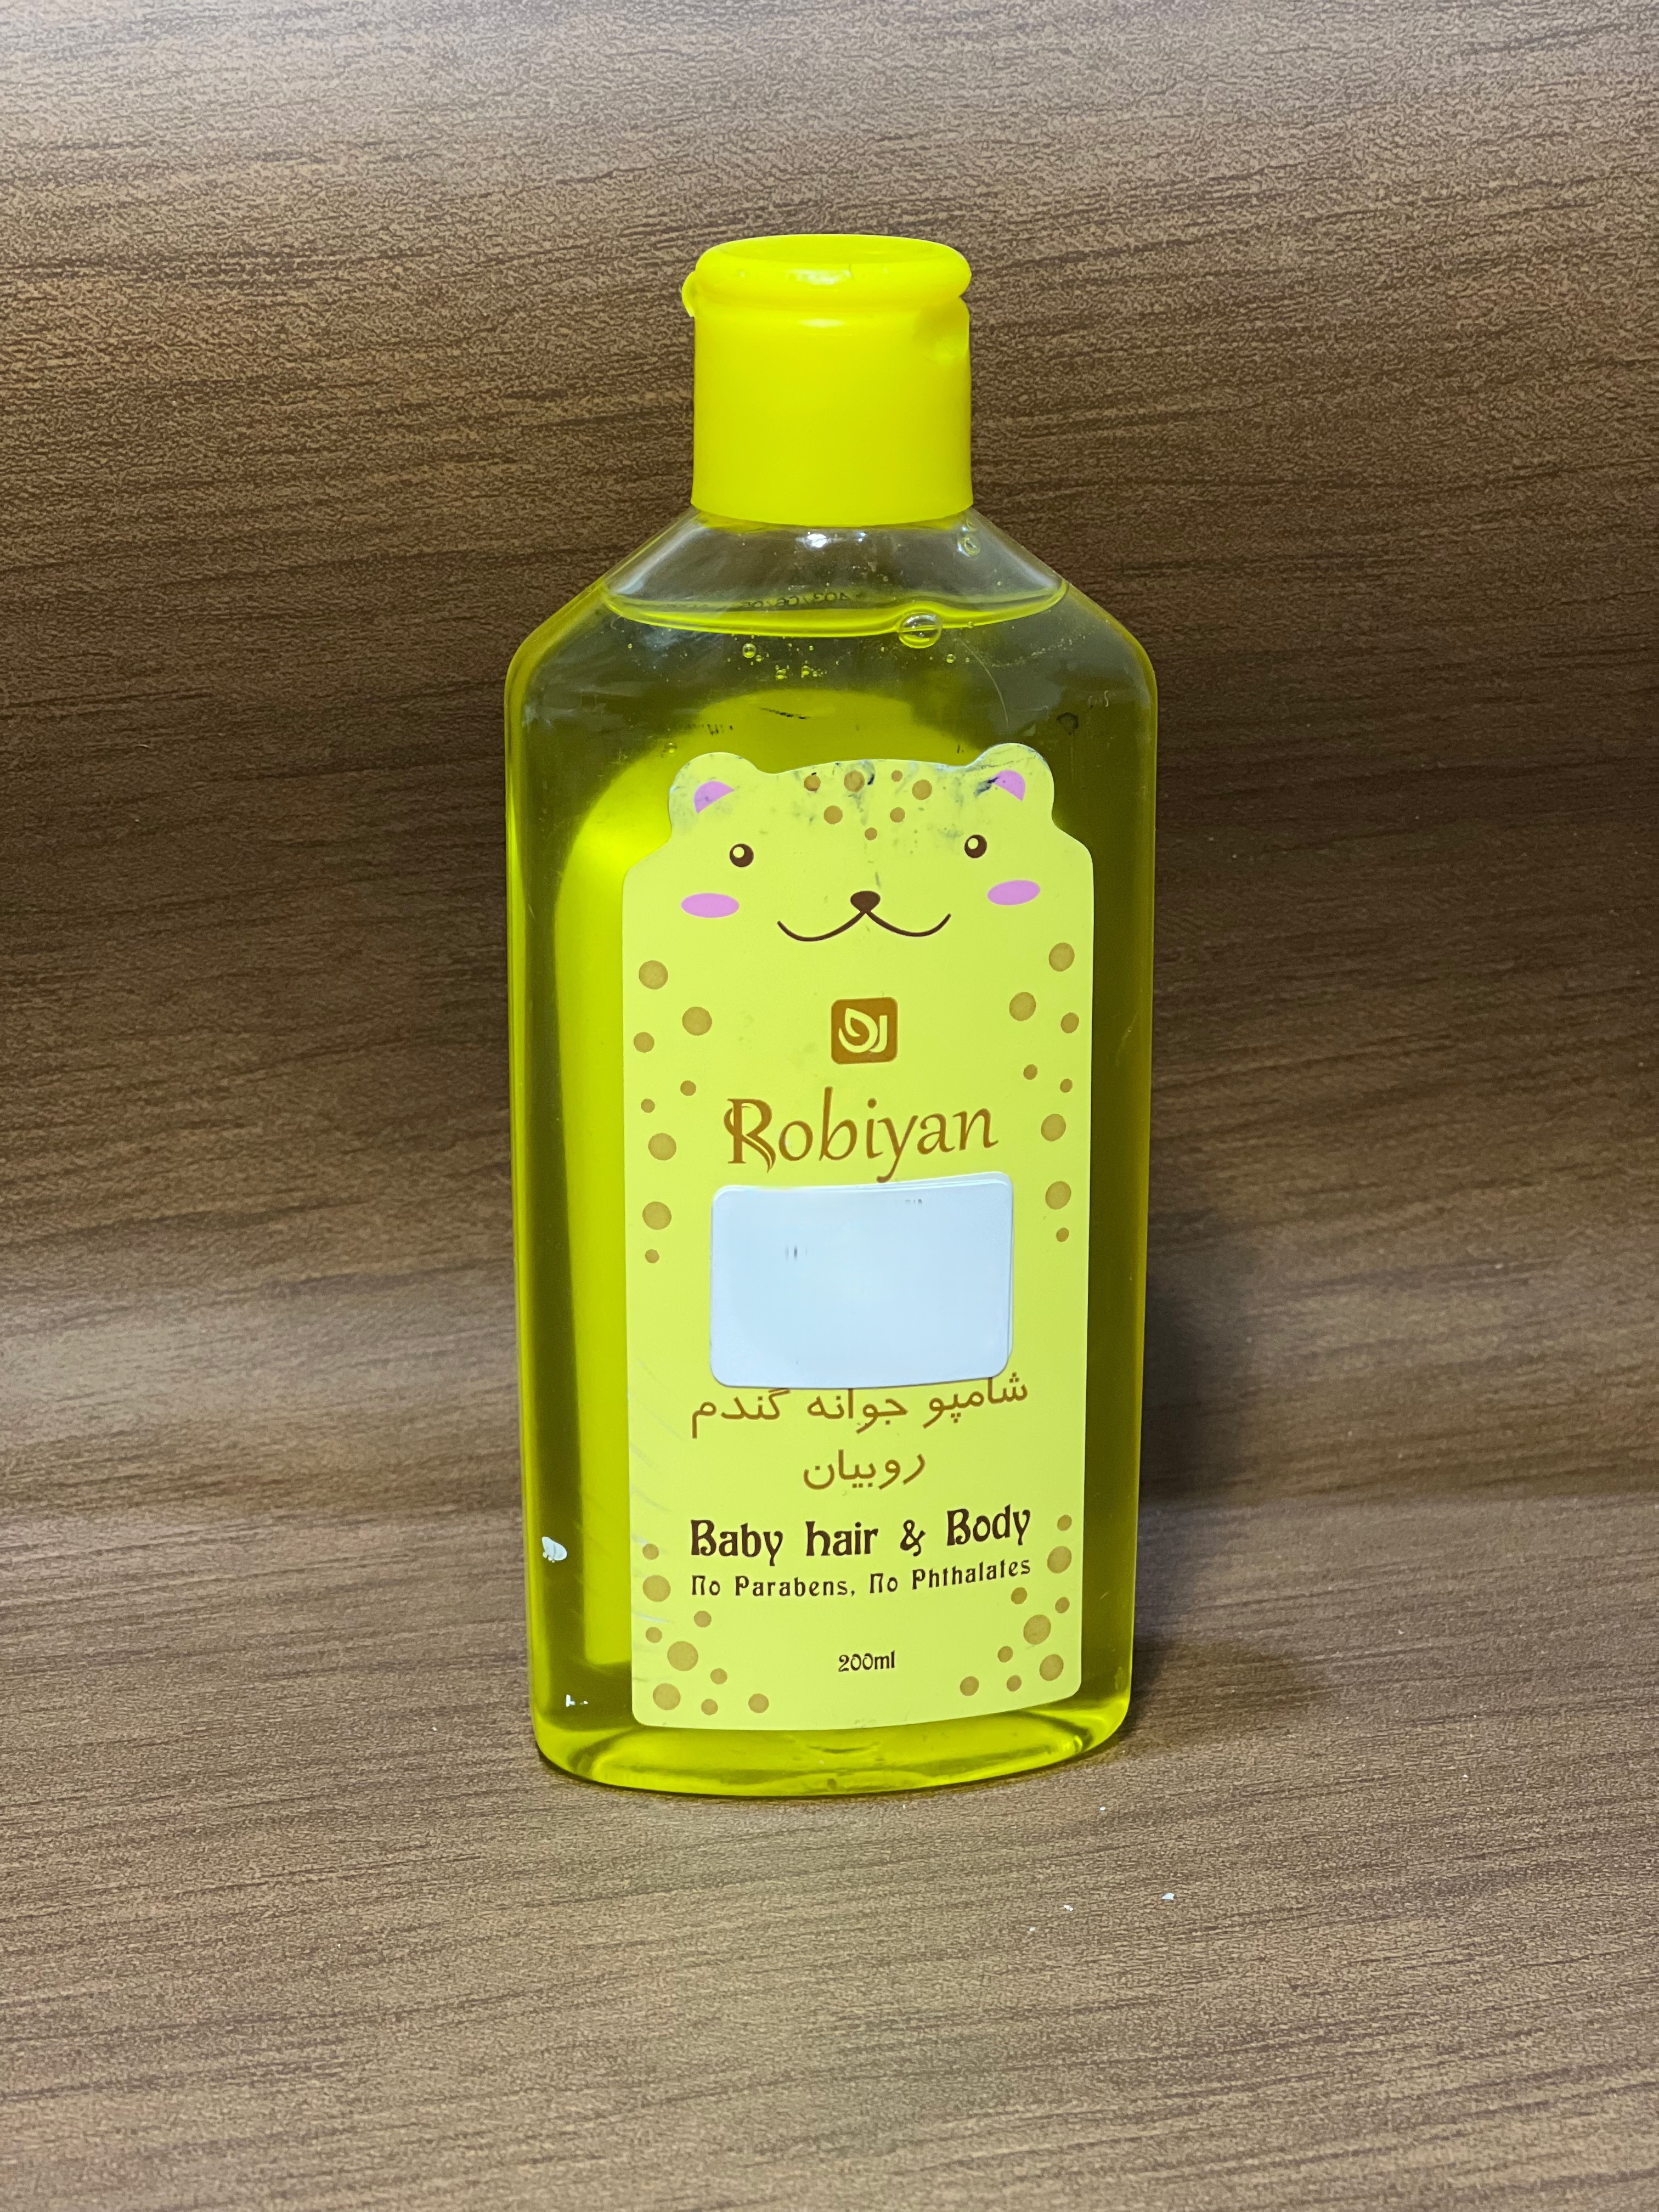 Robiyan
شامپو جوانه گندم
روبیان
Baby hair & Body
No Parabens, No Phthalates
200ml